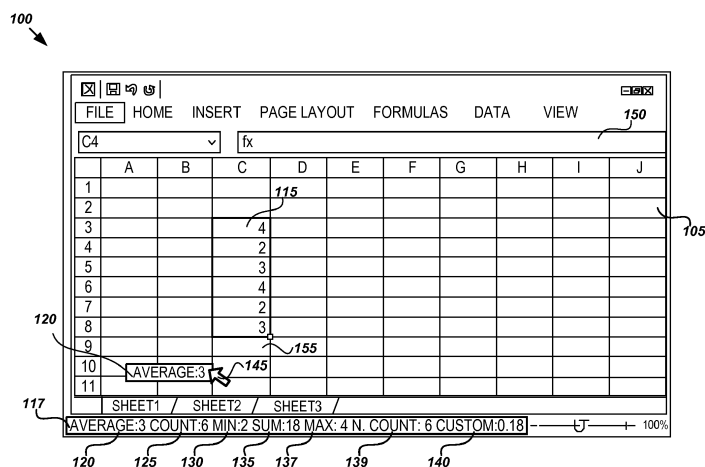 100
FILE HOME INSERT PAGE LAYOUT FORMULAS DATA VIEW 150
C4 fx
A B C D E F G H I J
1 115
2
3 4 105
4 2
5 3
6 4
7 2
8 3
120 9 155
10 AVERAGE:3 145
11
SHEET1 / SHEET2 / SHEET3 /
117 AVERAGE:3 COUNT:6 MIN:2 SUM:18 MAX: 4 N. COUNT: 6 CUSTOM:0.18 100%
120 125 130 135 137 139 140